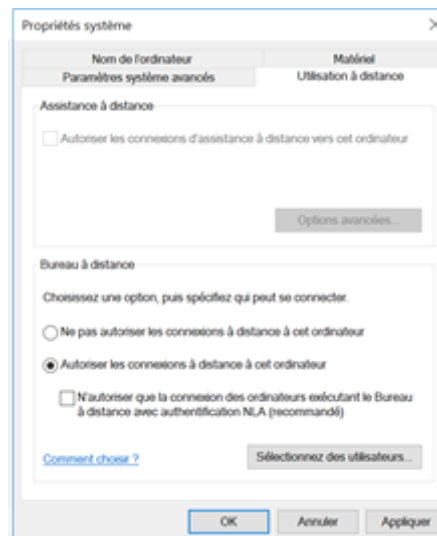 Propriétés système
Nom de l'ordinateur
Matériel
Paramètres système avancés
Utilisation à distance
Assistance à distance
Autoriser les connexions d'assistance à distance vers cet ordinateur
Options avancées...
Bureau à distance
Choisissez une option, puis spécifiez qui peut se connecter.
Ne pas autoriser les connexions à distance à cet ordinateur
Autoriser les connexions à distance à cet ordinateur
N'autoriser que la connexion des ordinateurs exécutant le Bureau
à distance avec authentification NLA (recommandé)
Comment choisir ?
Sélectionnez des utilisateurs...
OK
Annuler
Appliquer